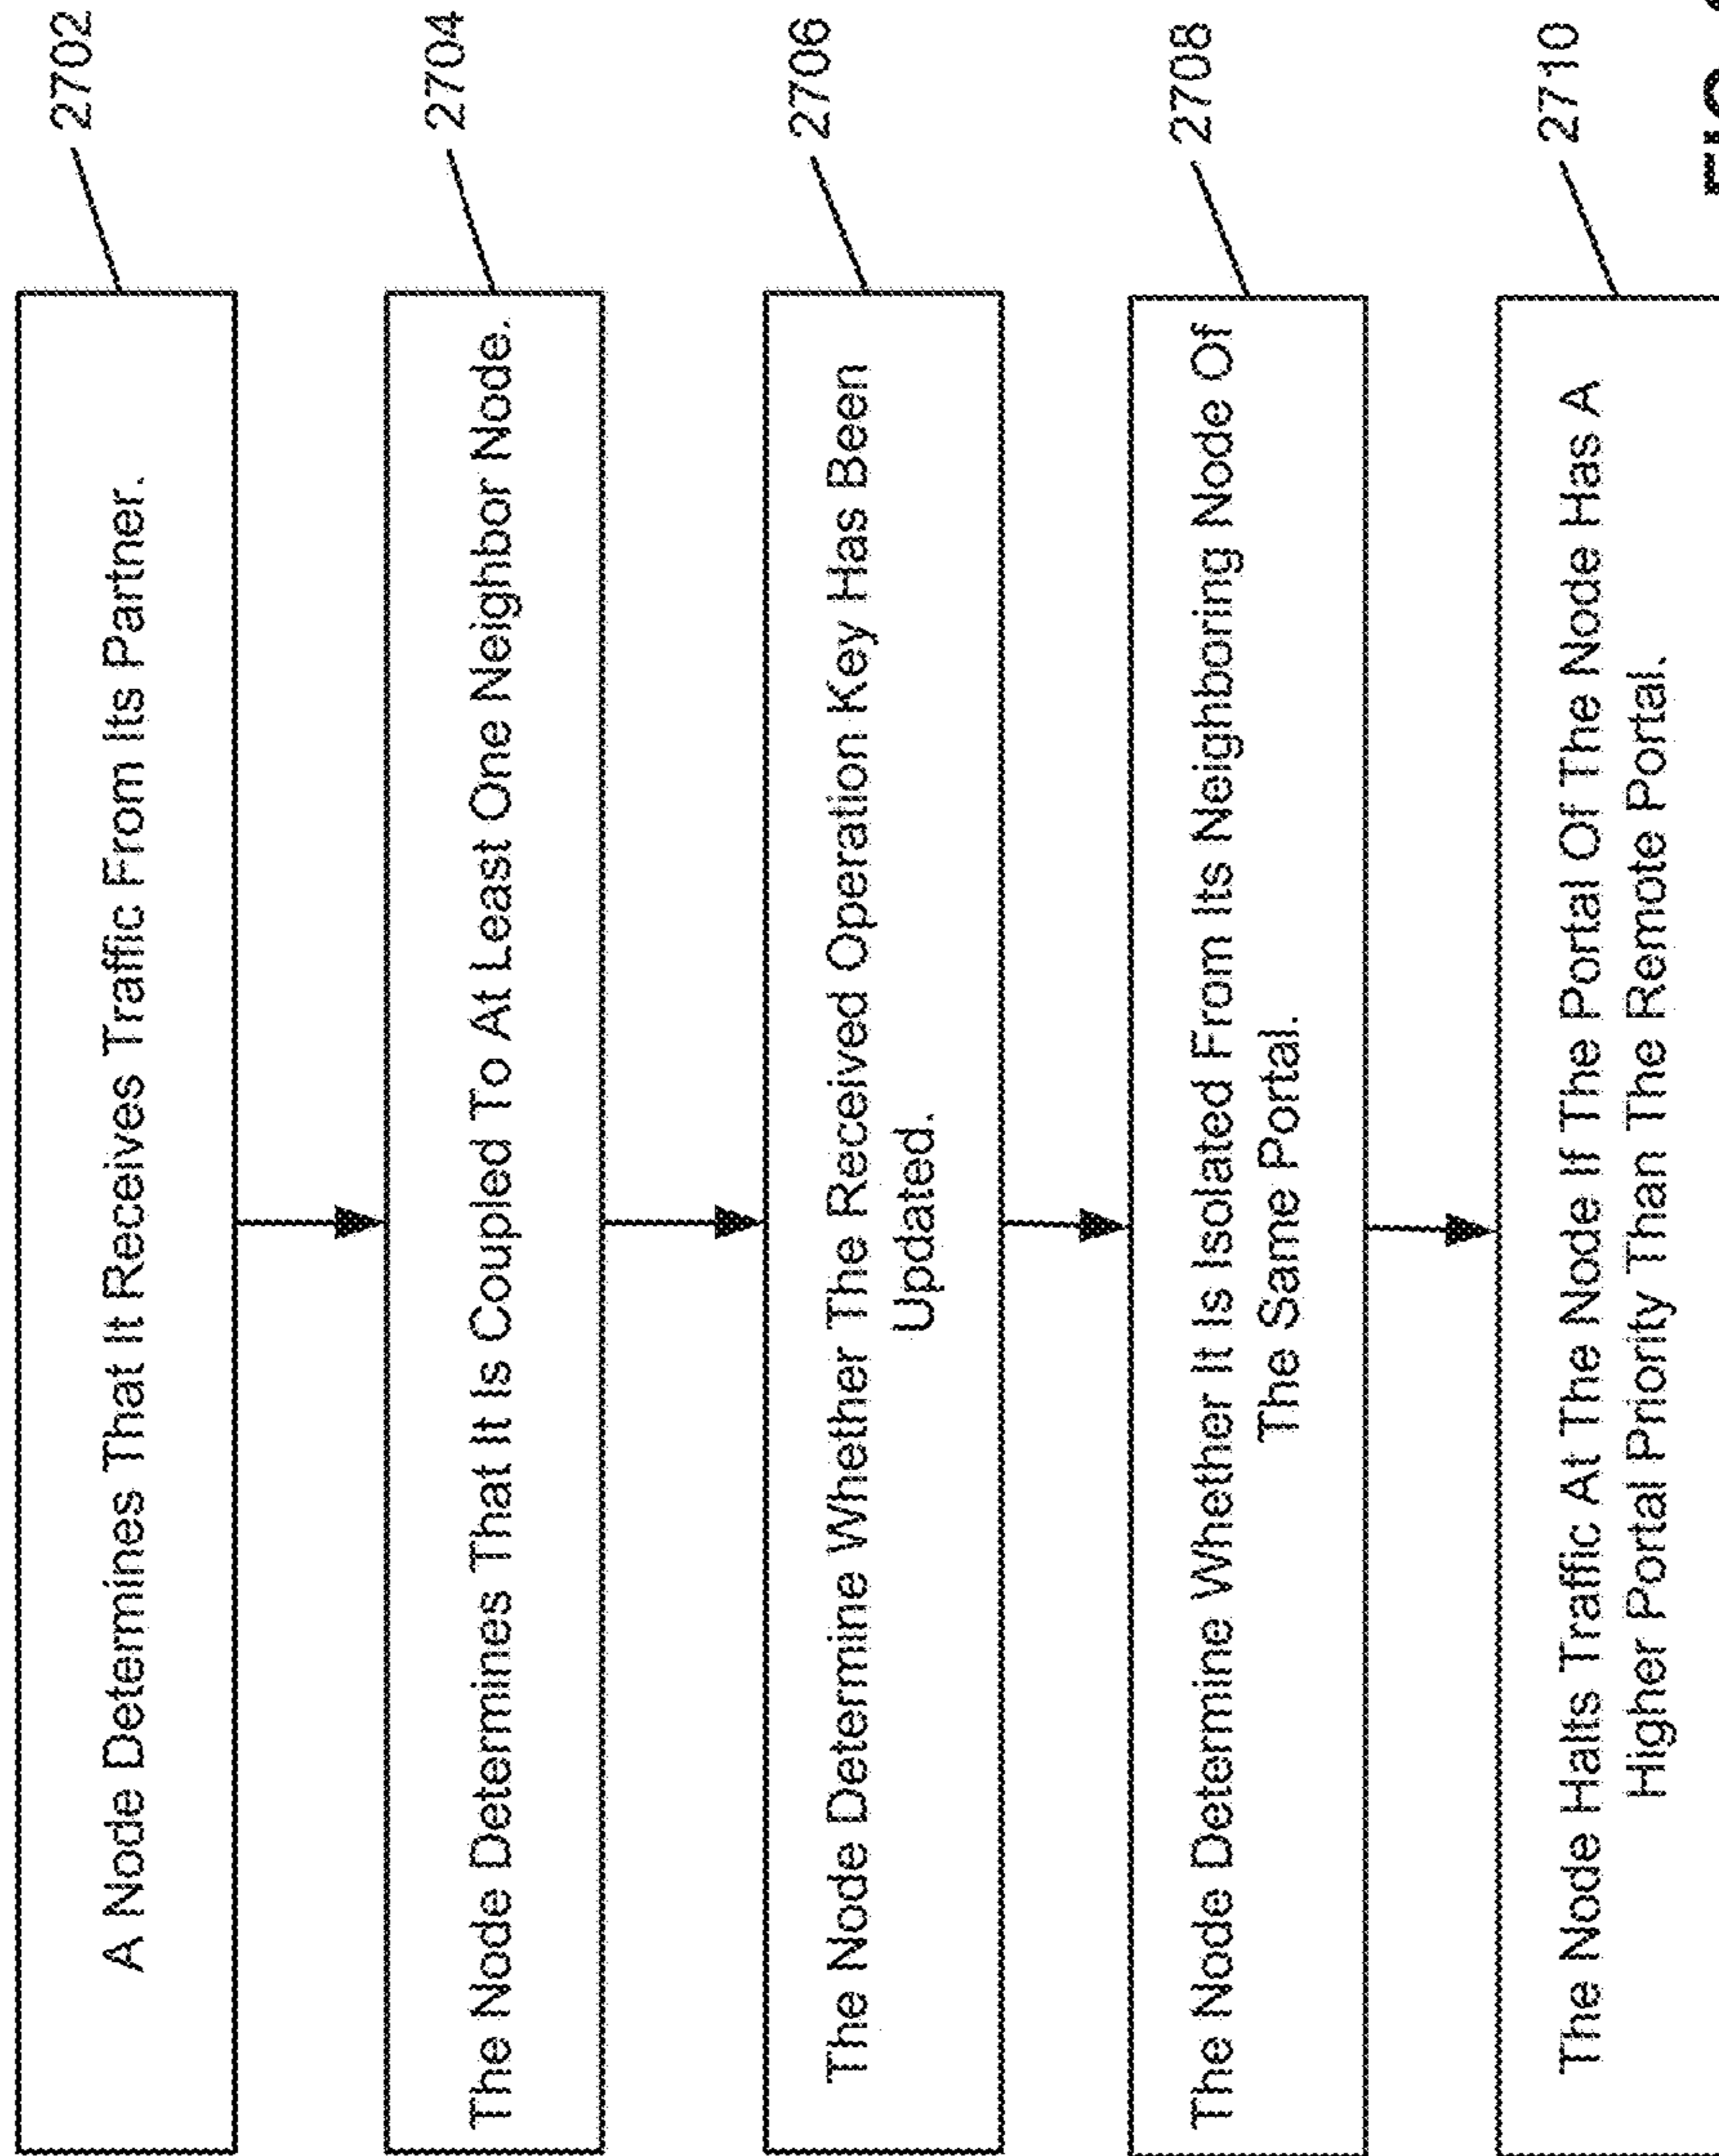 A Node Determines That It Receives Traffic From Its Partner.
2702
The Node Determines That It Is Coupled To At Least One Neighbor Node.
2704
The Node Determine Whether The Received Operation Key Has Been
Updated.
2706
The Node Determine Whether It Is Isolated From Its Neighboring Node Of
The Same Portal.
2708
The Node Halts Traffic At The Node If The Portal Of The Node Has A
Higher Portal Priority Than The Remote Portal.
2710